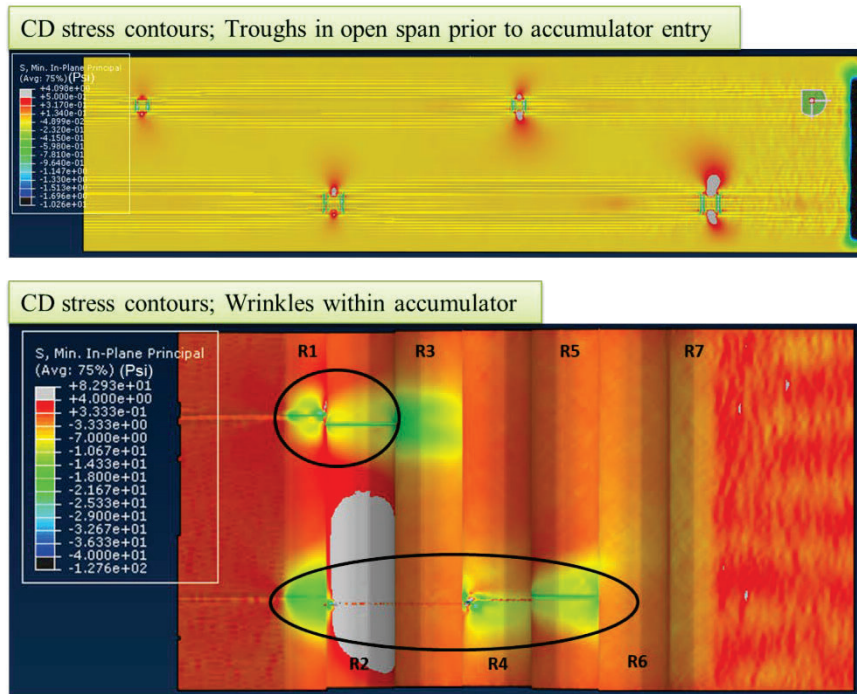 CD stress contours; Troughs in open span prior to accumulator entry
S, Min. In-Plane Principal
(Avg: 75%) (Psi)
+4.098e+00
+5.000e-01
+3.170e-01
+1.340e-01
-4.899e-02
-2.320e-01
-4.150e-01
-5.980e-01
-7.810e-01
-9.640e-01
-1.147e+00
-1.330e+00
-1.513e+00
-1.696e+00
-1.026e+01
CD stress contours; Wrinkles within accumulator
S, Min. In-Plane Principal
(Avg: 75%) (Psi)
+8.293e+01
+4.000e+00
+3.333e-01
-3.333e+00
-7.000e+00
-1.067e+01
-1.433e+01
-1.800e+01
-2.167e+01
-2.533e+01
-2.900e+01
-3.267e+01
-3.633e+01
-4.000e+01
-1.276e+02
R1 R3 R5 R7
R2 R4 R6